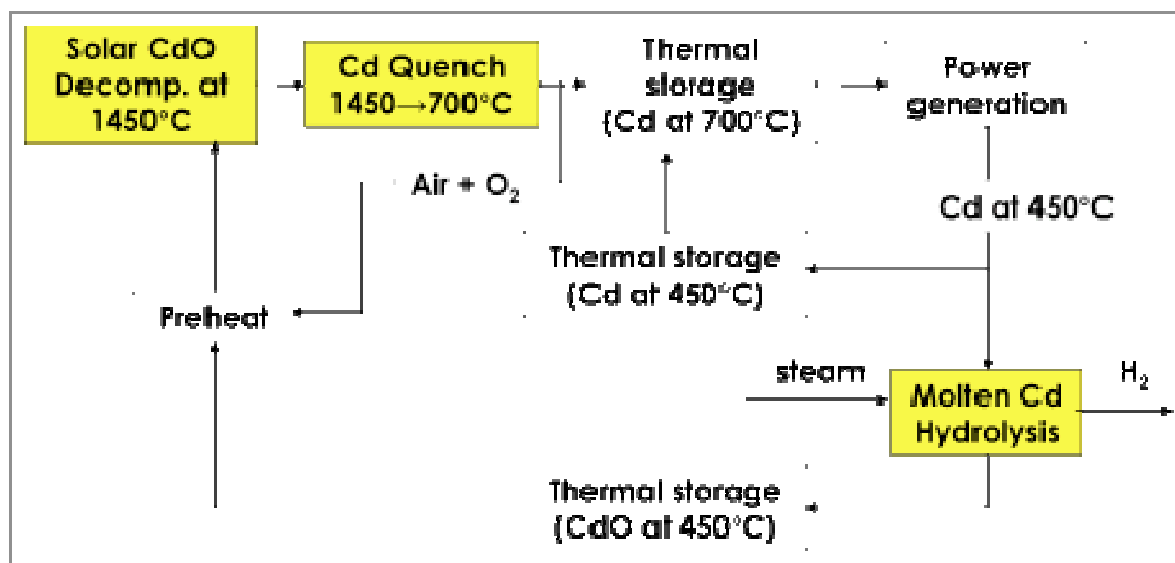 Solar CdO
Decomp. at
1450°C
Cd Quench
1450→700°C
Thermal
storage
(Cd at 700°C)
Power
generation
Air + O₂
Cd at 450°C
Thermal storage
(Cd at 450°C)
Preheat
steam
Molten Cd
Hydrolysis
H₂
Thermal storage
(CdO at 450°C)